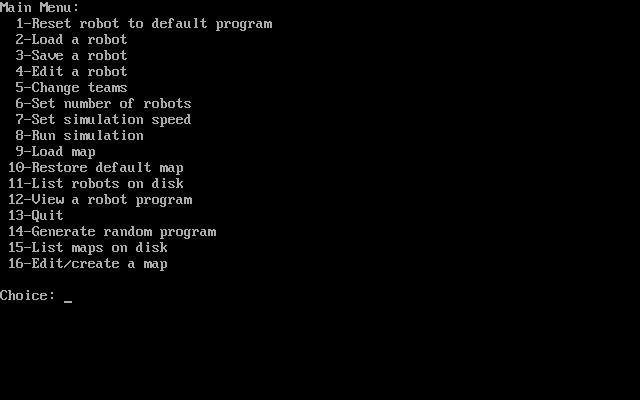 Main Menu:
1-Reset robot to default program
2-Load a robot
3-Save a robot
4-Edit a robot
5-Change teams
6-Set number of robots
7-Set simulation speed
8-Run simulation
9-Load map
10-Restore default map
11-List robots on disk
12-View a robot program
13-Quit
14-Generate random program
15-List maps on disk
16-Edit/create a map
Choice: _